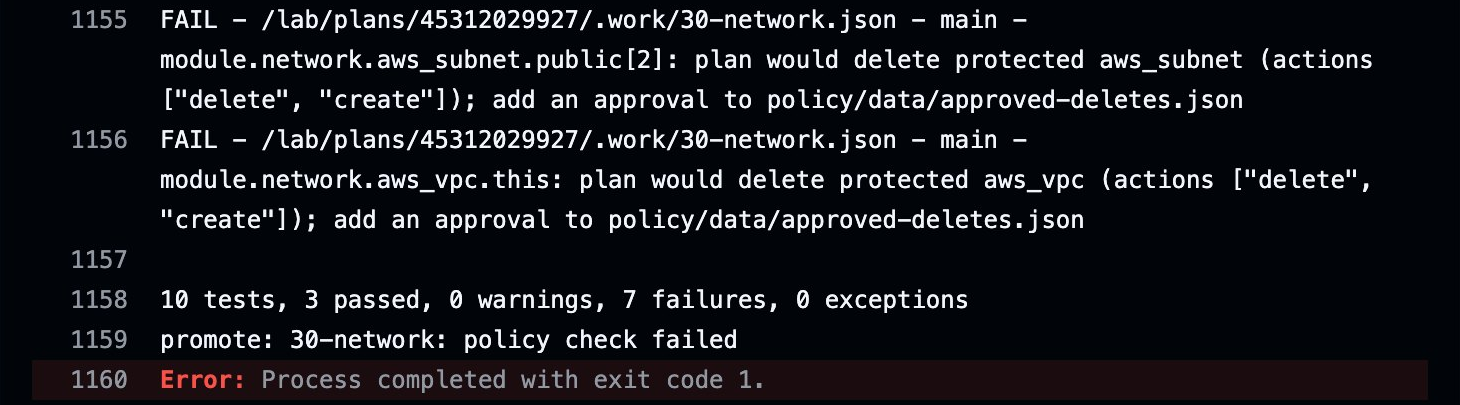 1155 FAIL - /lab/plans/45312029927/.work/30-network.json - main -
module.network.aws_subnet.public[2]: plan would delete protected aws_subnet (actions
["delete", "create"]); add an approval to policy/data/approved-deletes.json
1156 FAIL - /lab/plans/45312029927/.work/30-network.json - main -
module.network.aws_vpc.this: plan would delete protected aws_vpc (actions ["delete",
"create"]); add an approval to policy/data/approved-deletes.json
1157
1158 10 tests, 3 passed, 0 warnings, 7 failures, 0 exceptions
1159 promote: 30-network: policy check failed
1160 Error: Process completed with exit code 1.